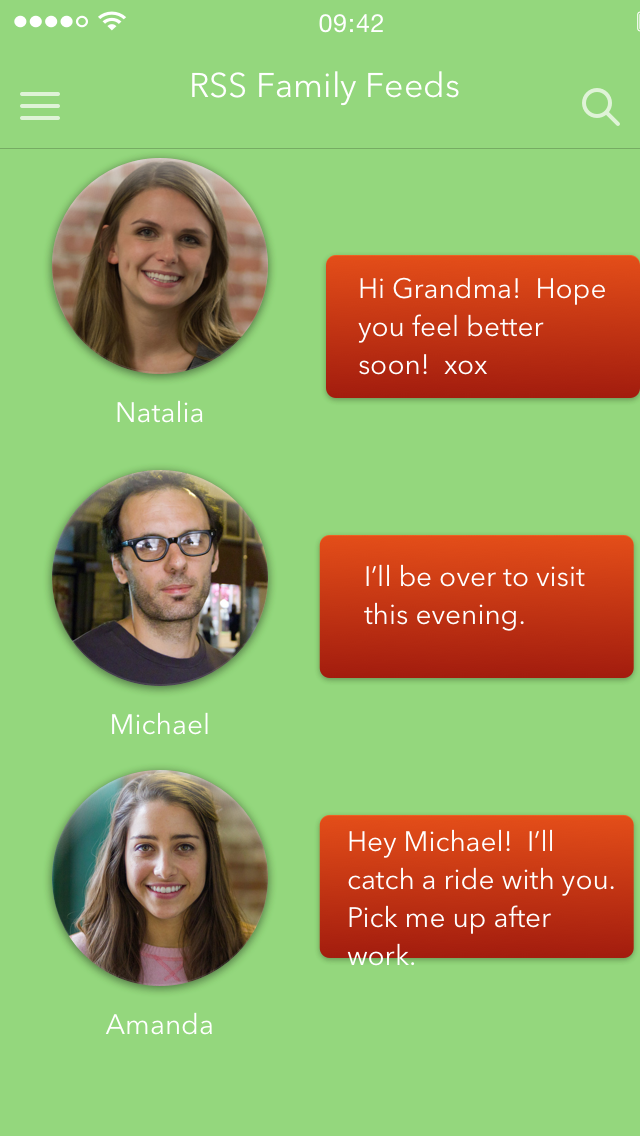 09:42
RSS Family Feeds
Hi Grandma!  Hope
you feel better
soon!  xox
Natalia
I’ll be over to visit
this evening.
Michael
Hey Michael!  I’ll
catch a ride with you.
Pick me up after
work.
Amanda